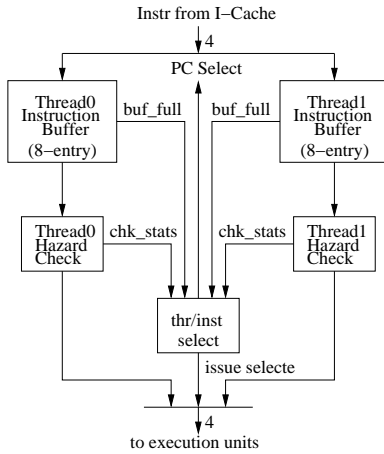 Instr from I-Cache
4
PC Select
Thread0
Instruction
Buffer
(8-entry)
buf_full
buf_full
Thread1
Instruction
Buffer
(8-entry)
Thread0
Hazard
Check
chk_stats
chk_stats
Thread1
Hazard
Check
thr/inst
select
issue selecte
4
to execution units